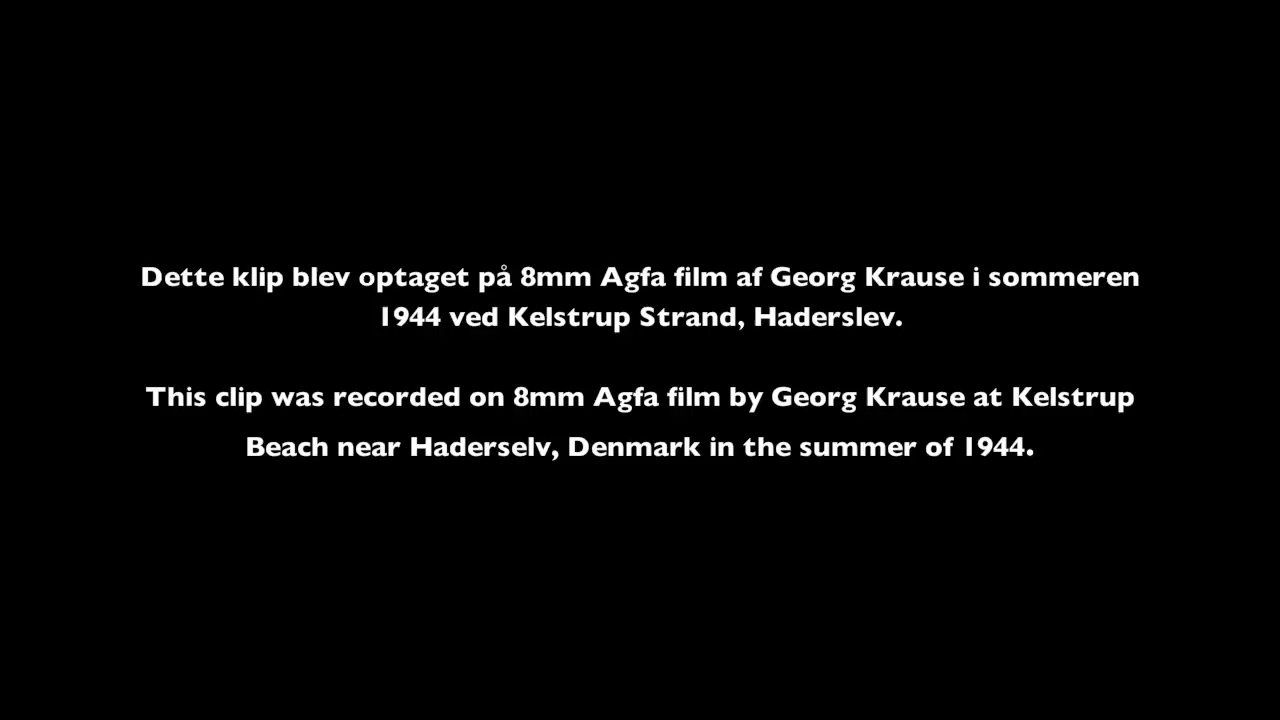 Dette klip blev optaget på 8mm Agfa film af Georg Krause i sommeren
1944 ved Kelstrup Strand, Haderslev.
This clip was recorded on 8mm Agfa film by Georg Krause at Kelstrup
Beach near Haderselv, Denmark in the summer of 1944.